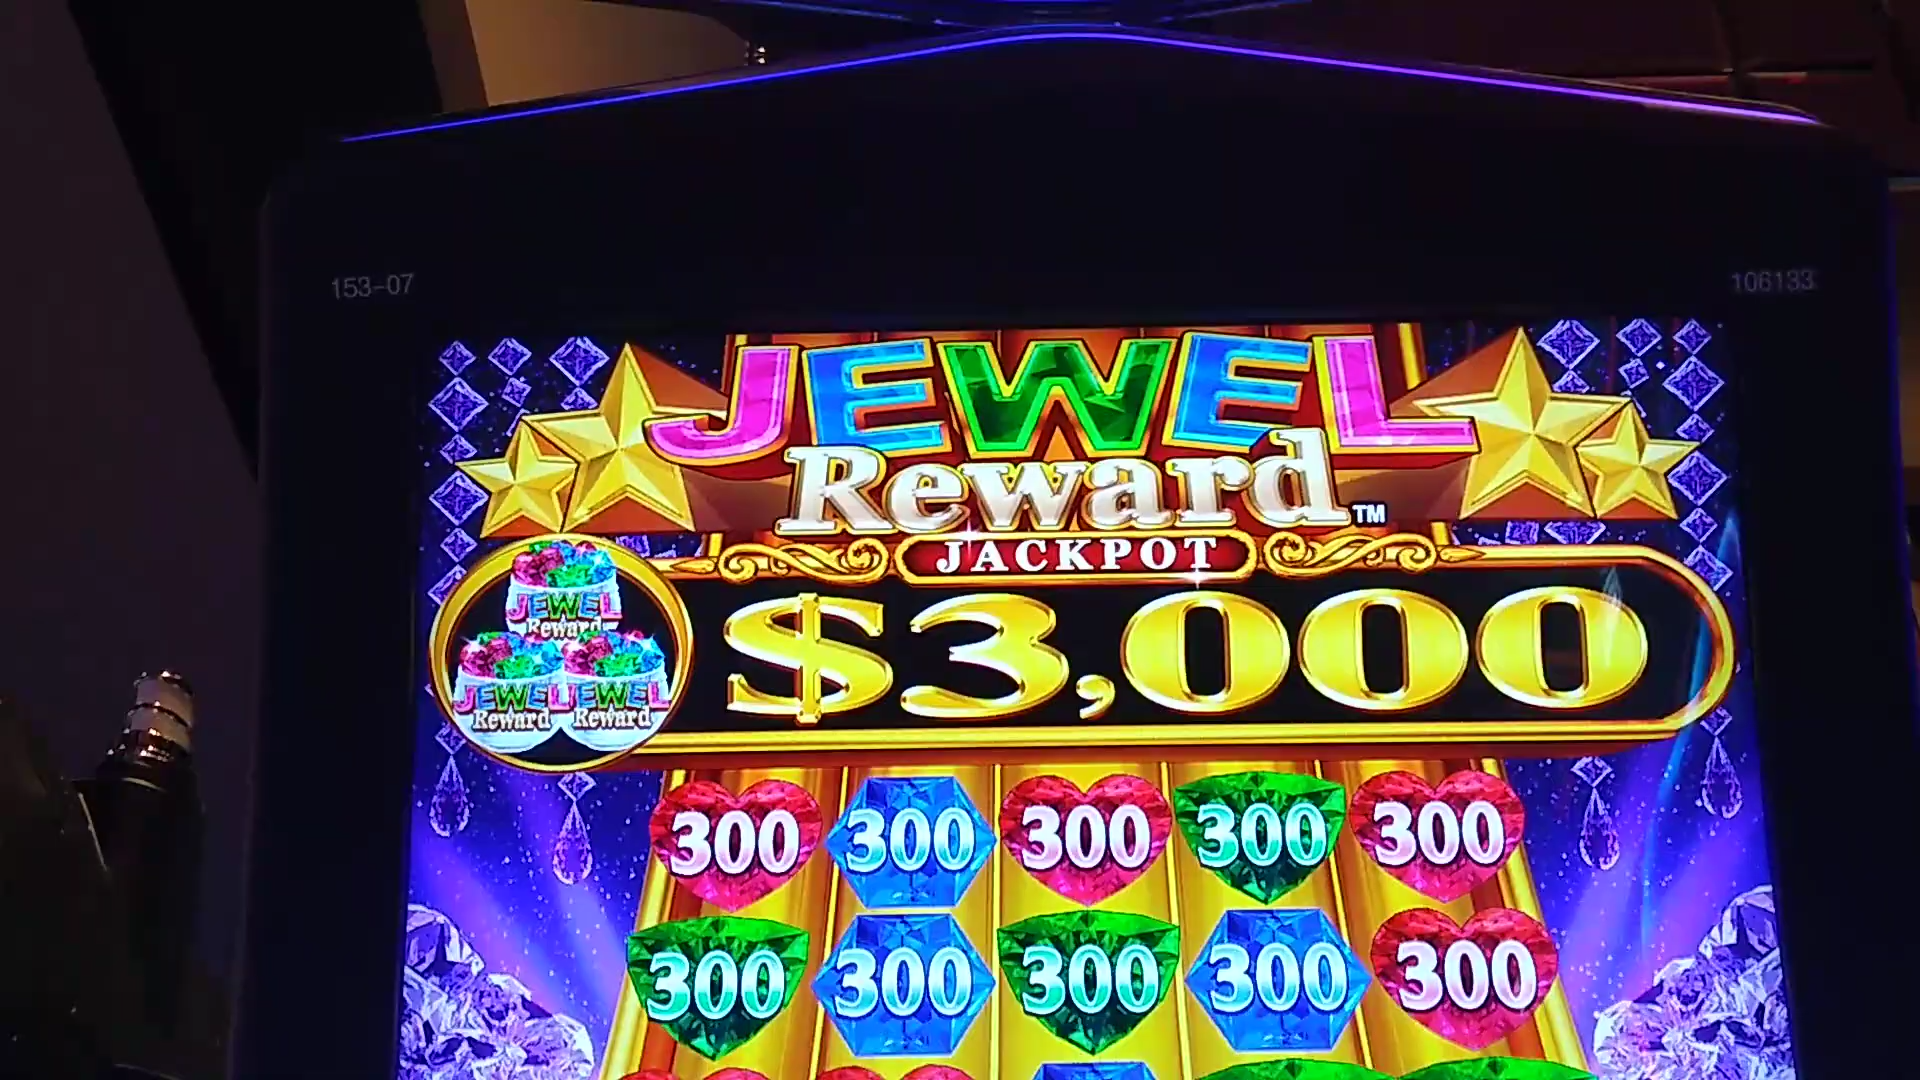 153-07
106133
JEWEL
Reward™
JACKPOT
$3,000
JEWEL
Reward
JEWEL JEWEL
Reward Reward
300 300 300 300 300
300 300 300 300 300